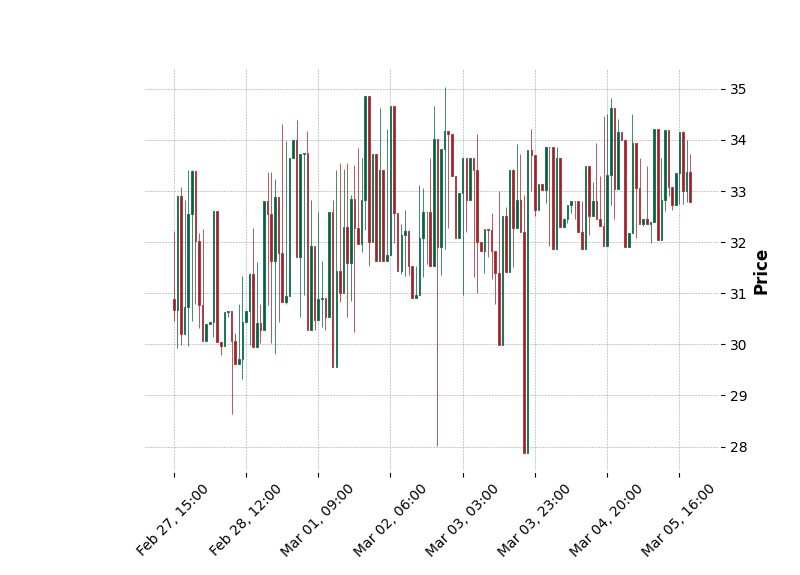 35
34
33
32
31
30
29
28
Price
Feb 27, 15:00
Feb 28, 12:00
Mar 01, 09:00
Mar 02, 06:00
Mar 03, 03:00
Mar 03, 23:00
Mar 04, 20:00
Mar 05, 16:00